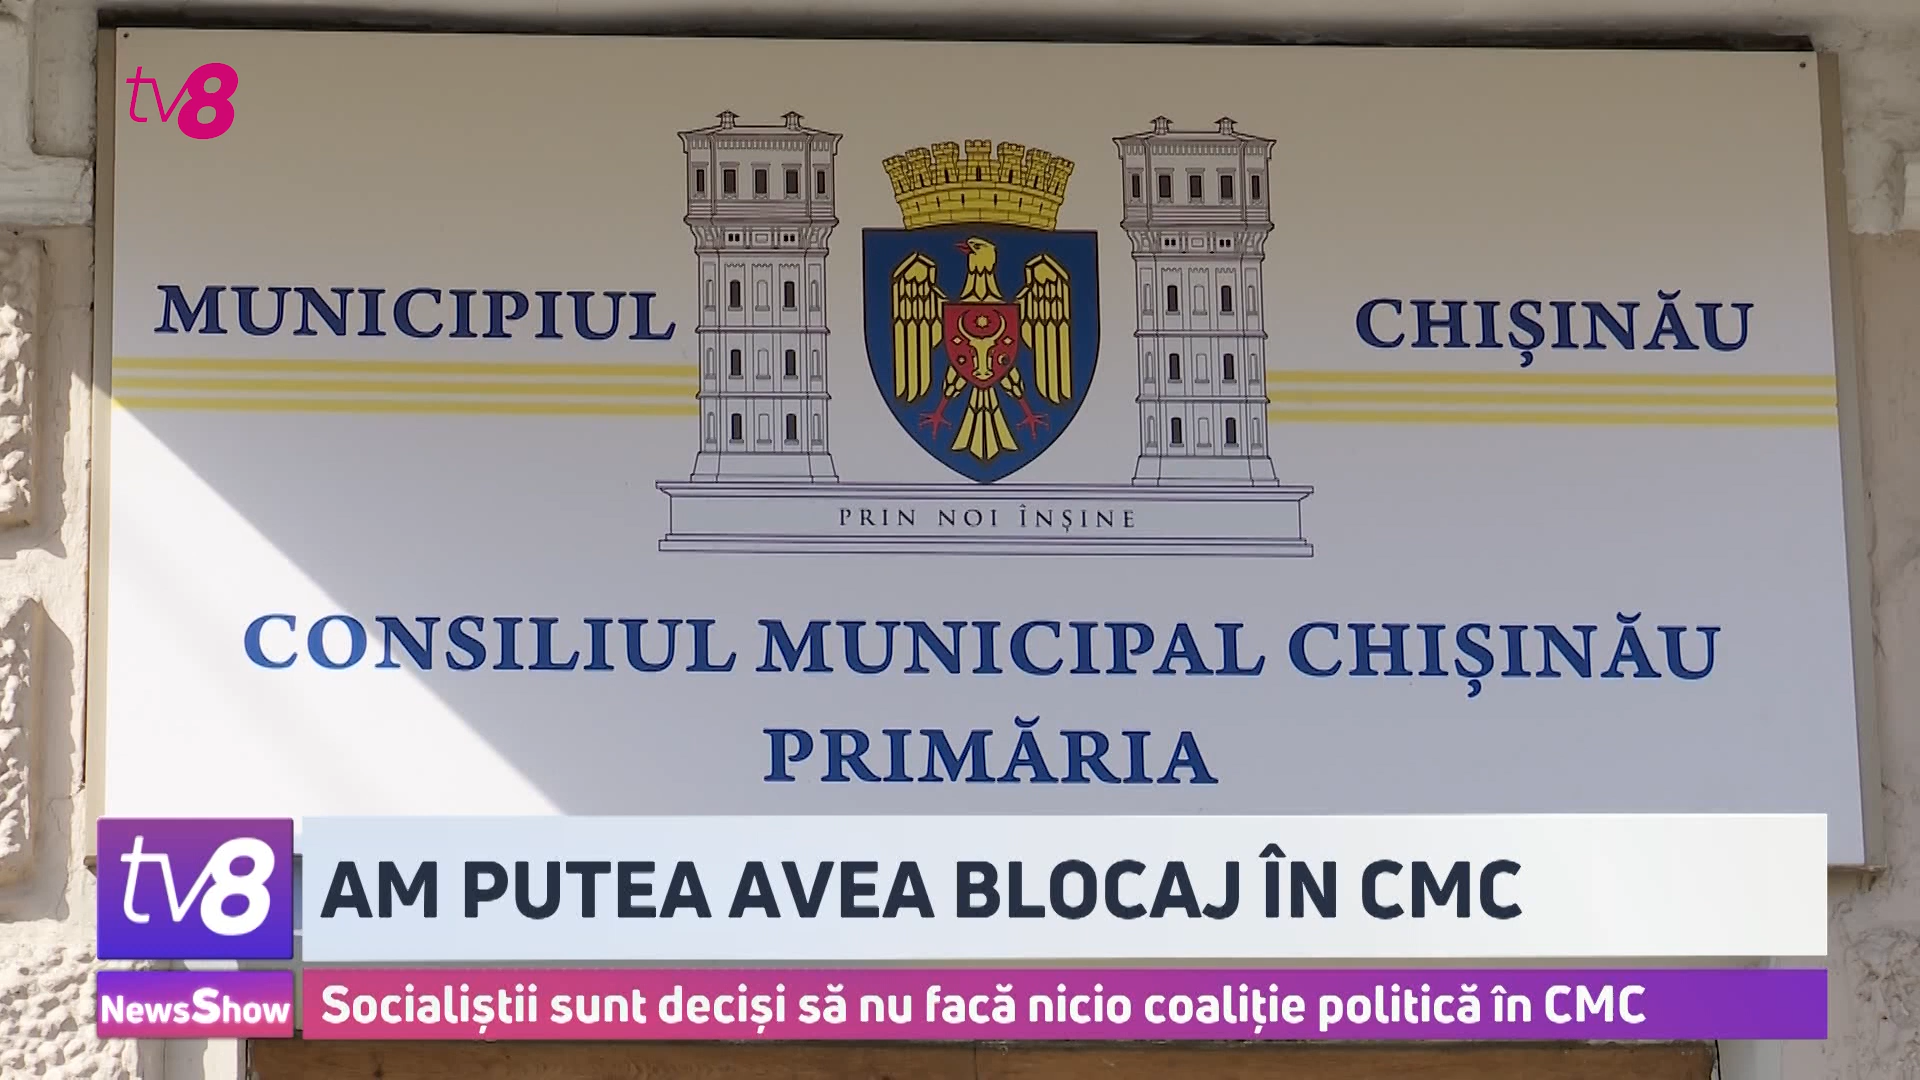 tv8
MUNICIPIUL CHIȘINĂU
PRIN NOI ÎNȘINE
CONSILIUL MUNICIPAL CHIȘINĂU
PRIMĂRIA
tv8
AM PUTEA AVEA BLOCAJ ÎN CMC
NewsShow
Socialiștii sunt deciși să nu facă nicio coaliție politică în CMC